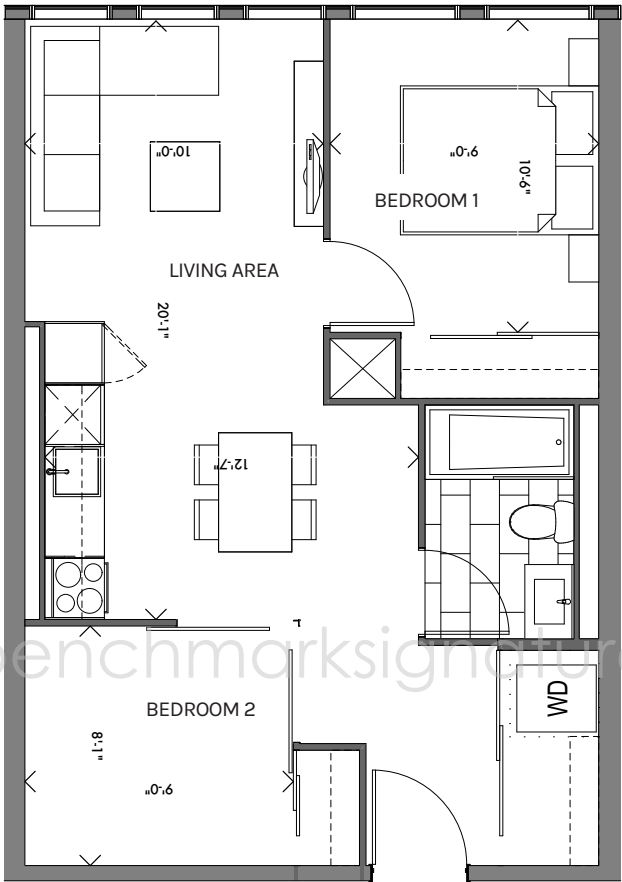 10'-0"
9'-0"
10'-6"
BEDROOM 1
LIVING AREA
20'-1"
12'-7"
benchmarksignature
WD
BEDROOM 2
8'-1"
9'-0"